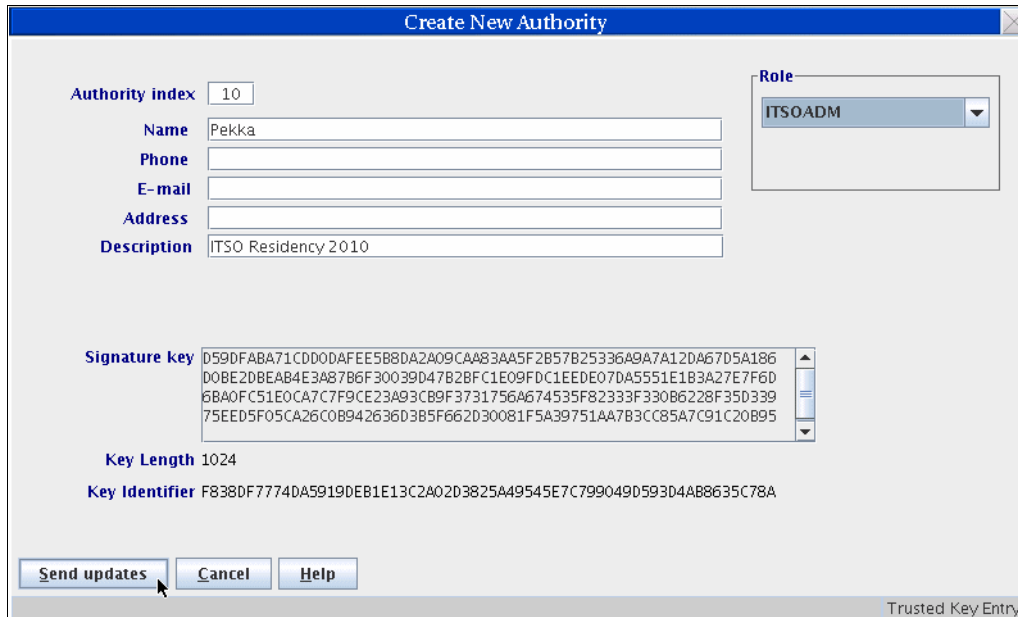 Create New Authority
Authority index 10
Role
ITSOADM
Name Pekka
Phone
E-mail
Address
Description ITSO Residency 2010
Signature key D59DFABA71CDD0DAFEE5B8DA2A09CAA83AA5F2B57B25336A9A7A12DA67D5A186
D0BE2DBEAB4E3A87B6F30039D47B2BFC1E09FDC1EEDE07DA5551E1B3A27E7F6D
6BA0FC51E0CA7C7F9CE23A93CB9F3731756A674535F82333F330B6228F35D339
75EED5F05CA26C0B942636D3B5F662D30081F5A39751AA7B3CC85A7C91C20B95
Key Length 1024
Key Identifier F838DF7774DA5919DEB1E13C2A02D3825A49545E7C799049D593D4AB8635C78A
Send updates Cancel Help
Trusted Key Entry